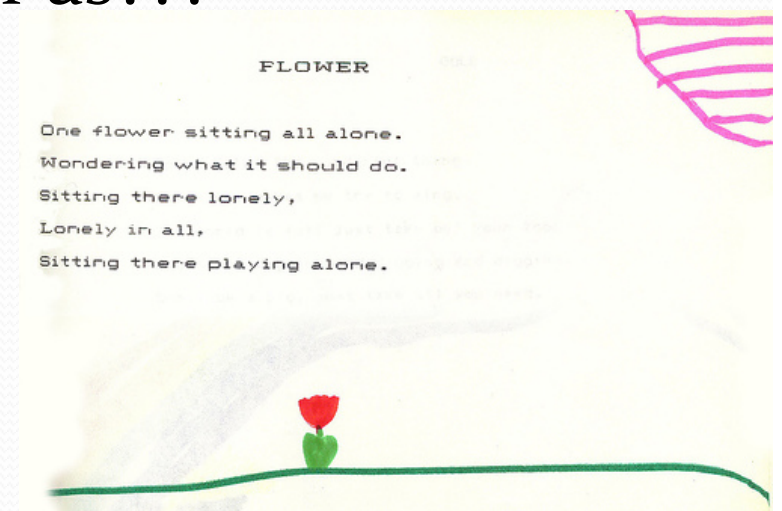 FLOWER
One flower sitting all alone.
Wondering what it should do.
Sitting there lonely,
Lonely in all,
Sitting there playing alone.